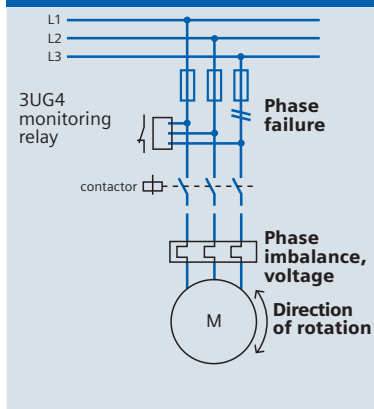 L1
L2
L3
3UG4
monitoring
relay
Phase
failure
contactor
Phase
imbalance,
voltage
M
Direction
of rotation